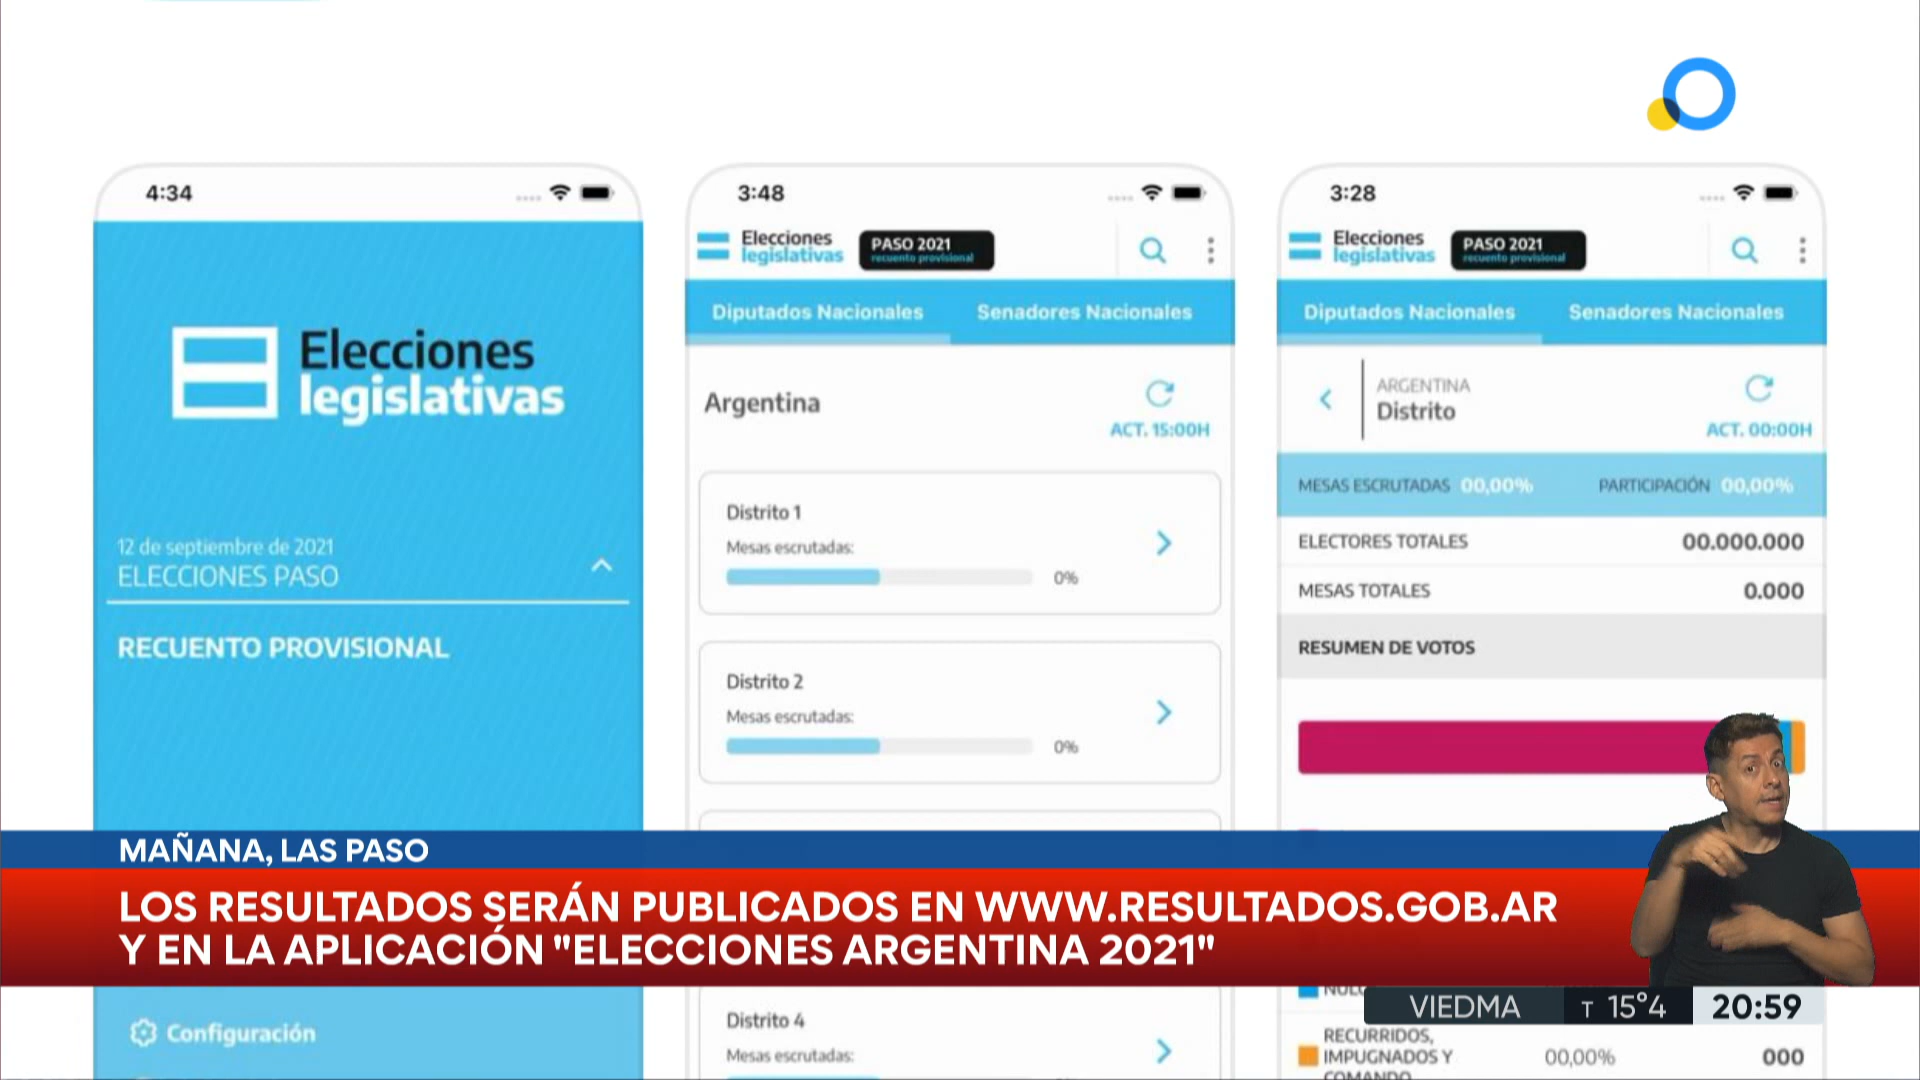 4:34
Elecciones
legislativas
12 de septiembre de 2021
ELECCIONES PASO
RECUENTO PROVISIONAL
Configuración
3:48
Elecciones
legislativas
PASO 2021
recuento provisional
Diputados Nacionales
Senadores Nacionales
Argentina
ACT. 15:00H
Distrito 1
Mesas escrutadas:
0%
Distrito 2
Mesas escrutadas:
0%
Distrito 4
Mesas escrutadas:
3:28
Elecciones
legislativas
PASO 2021
recuento provisional
Diputados Nacionales
Senadores Nacionales
ARGENTINA
Distrito
ACT. 00:00H
MESAS ESCRUTADAS 00,00%
PARTICIPACIÓN 00,00%
ELECTORES TOTALES 00.000.000
MESAS TOTALES 0.000
RESUMEN DE VOTOS
RECURRIDOS,
IMPUGNADOS Y 00,00% 000
COMANDO
MAÑANA, LAS PASO
LOS RESULTADOS SERÁN PUBLICADOS EN WWW.RESULTADOS.GOB.AR
Y EN LA APLICACIÓN "ELECCIONES ARGENTINA 2021"
VIEDMA T 15°4 20:59